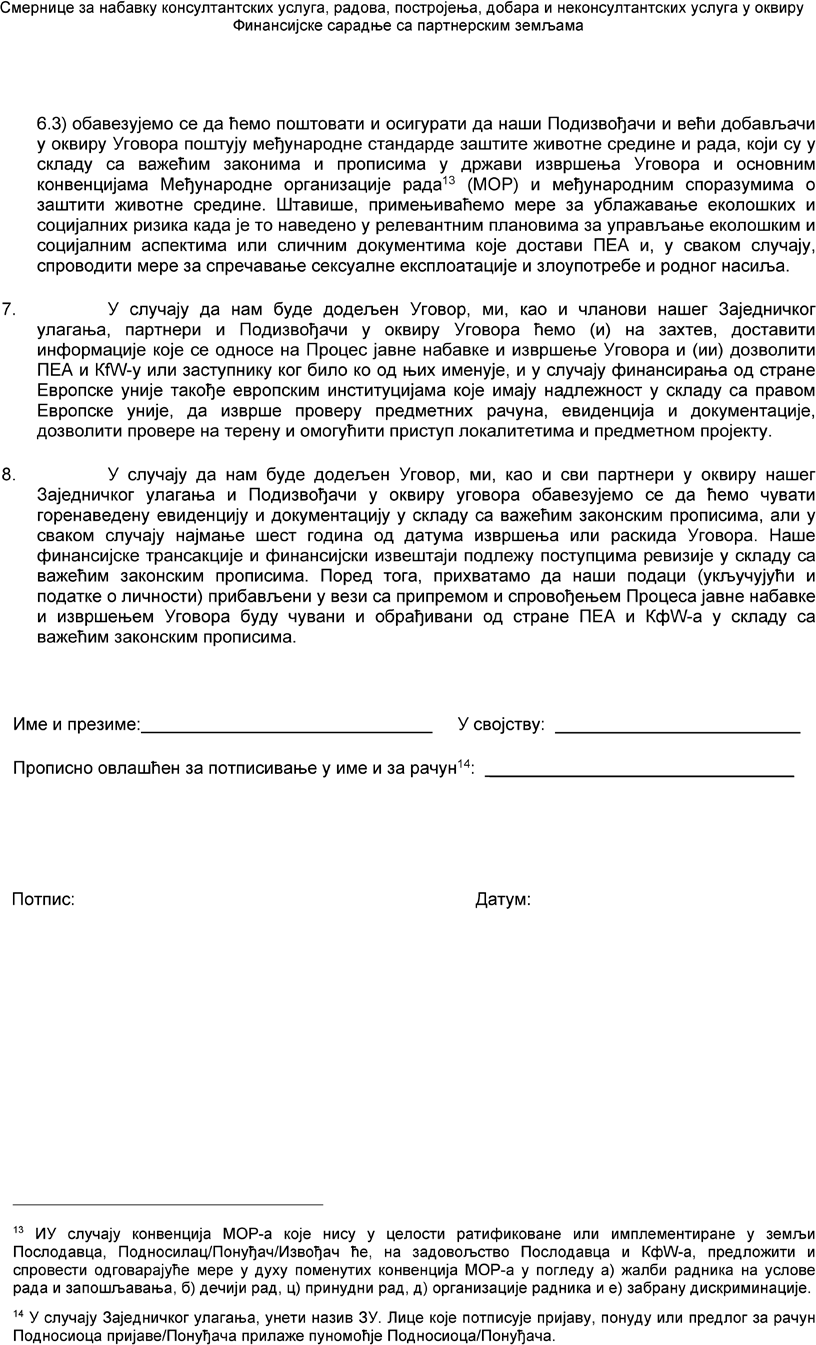 Смернице за набавку консултантских услуга, радова, постројења, добара и неконсултантских услуга у оквиру
Финансијске сарадње са партнерским земљама
6.3) обавезујемо се да ћемо поштовати и осигурати да наши Подизвођачи и већи добављачи
у оквиру Уговора поштују међународне стандарде заштите животне средине и рада, који су у
складу са важећим законима и прописима у држави извршења Уговора и основним
конвенцијама Међународне организације рада¹³ (МОР) и међународним споразумима о
заштити животне средине. Штавише, примењиваћемо мере за ублажавање еколошких и
социјалних ризика када је то наведено у релевантним плановима за управљање еколошким и
социјалним аспектима или сличним документима које достави ПЕА и, у сваком случају,
спроводити мере за спречавање сексуалне експлоатације и злоупотребе и родног насиља.
7. У случају да нам буде додељен Уговор, ми, као и чланови нашег Заједничког
улагања, партнери и Подизвођачи у оквиру Уговора ћемо (и) на захтев, доставити
информације које се односе на Процес јавне набавке и извршење Уговора и (ии) дозволити
ПЕА и KfW-у или заступнику ког било ко од њих именује, и у случају финансирања од стране
Европске уније такође европским институцијама које имају надлежност у складу са правом
Европске уније, да изврше проверу предметних рачуна, евиденција и документације,
дозволити провере на терену и омогућити приступ локалитетима и предметном пројекту.
8. У случају да нам буде додељен Уговор, ми, као и сви партнери у оквиру нашег
Заједничког улагања и Подизвођачи у оквиру уговора обавезујемо се да ћемо чувати
горенаведену евиденцију и документацију у складу са важећим законским прописима, али у
сваком случају најмање шест година од датума извршења или раскида Уговора. Наше
финансијске трансакције и финансијски извештаји подлежу поступцима ревизије у складу са
важећим законским прописима. Поред тога, прихватамо да наши подаци (укључујући и
податке о личности) прибављени у вези са припремом и спровођењем Процеса јавне набавке
и извршењем Уговора буду чувани и обрађивани од стране ПЕА и КфW-а у складу са
важећим законским прописима.
Име и презиме:______________ У својству: ______________
Прописно овлашћен за потписивање у име и за рачун¹⁴: ______________
Потпис: Датум:
¹³ ИУ случају конвенција МОР-а које нису у целости ратификоване или имплементиране у земљи
Послодавца, Подносилац/Понуђач/Извођач ће, на задовољство Послодавца и КфW-а, предложити и
спровести одговарајуће мере у духу поменутих конвенција МОР-а у погледу а) жалби радника на услове
рада и запошљавања, б) дечији рад, ц) принудни рад, д) организације радника и е) забрану дискриминације.
¹⁴ У случају Заједничког улагања, унети назив ЗУ. Лице које потписује пријаву, понуду или предлог за рачун
Подносиоца пријаве/Понуђача прилаже пуномоћје Подносиоца/Понуђача.